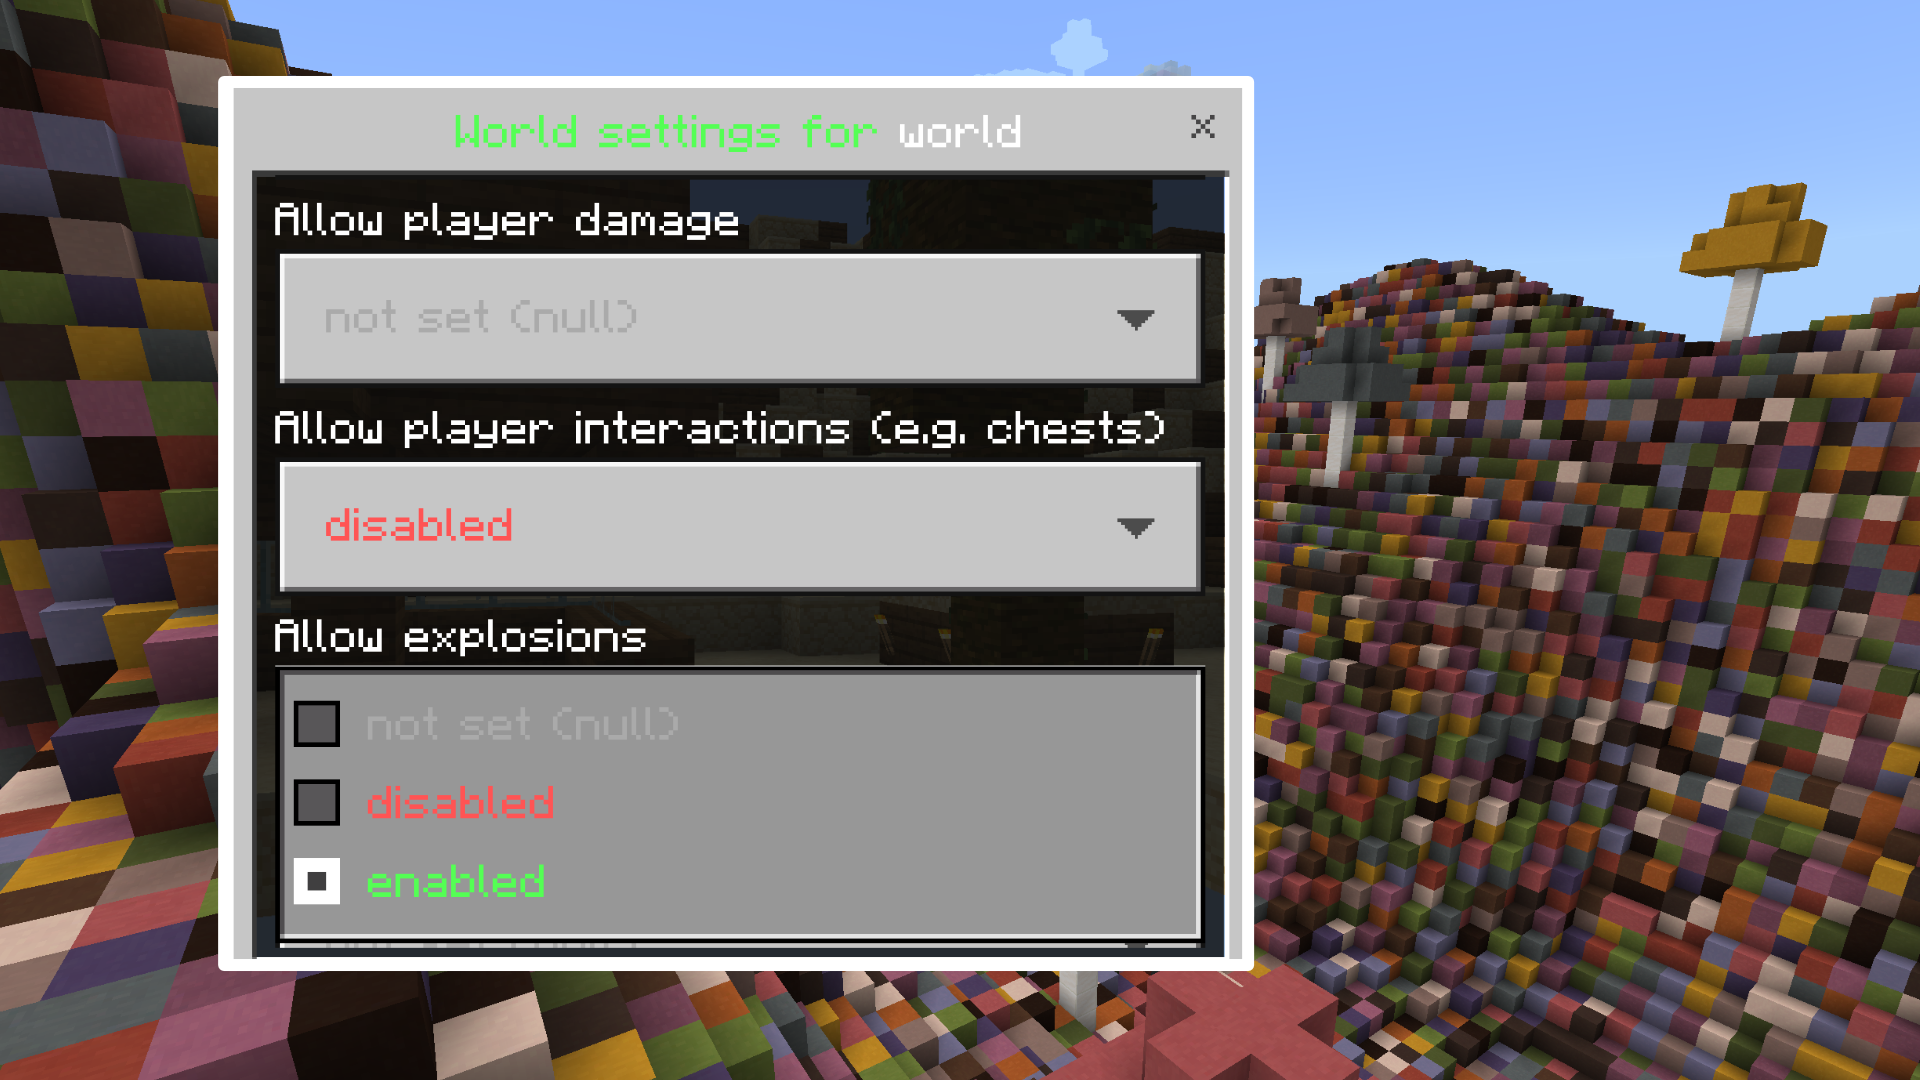 World settings for world
Allow player damage
not set (null)
Allow player interactions (e.g. chests)
disabled
Allow explosions
not set (null)
disabled
enabled